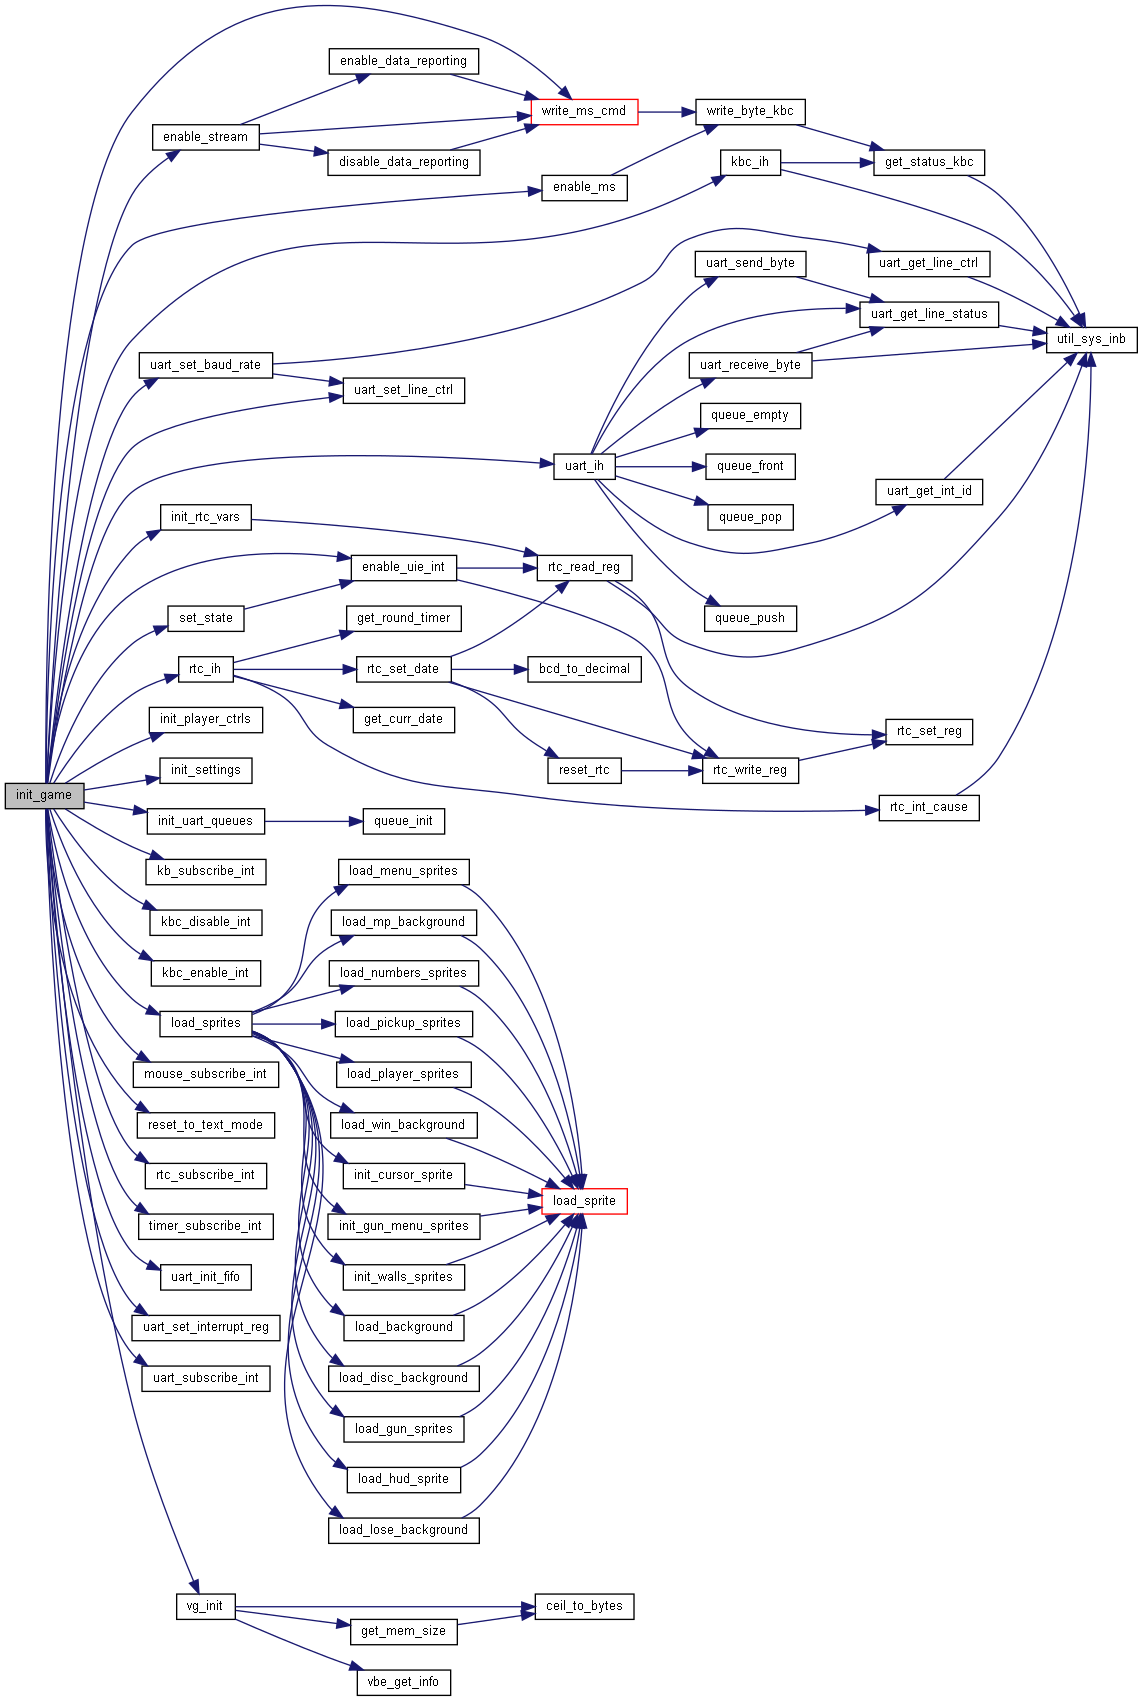 enable_data_reporting
write_ms_cmd
write_byte_kbc
enable_stream
disable_data_reporting
kbc_ih
get_status_kbc
enable_ms
uart_send_byte
uart_get_line_ctrl
uart_get_line_status
util_sys_inb
uart_set_baud_rate
uart_receive_byte
uart_set_line_ctrl
queue_empty
uart_ih
queue_front
uart_get_int_id
init_rtc_vars
queue_pop
enable_uie_int
rtc_read_reg
set_state
get_round_timer
queue_push
rtc_ih
rtc_set_date
bcd_to_decimal
init_player_ctrls
get_curr_date
rtc_set_reg
init_settings
reset_rtc
rtc_write_reg
init_game
rtc_int_cause
init_uart_queues
queue_init
kb_subscribe_int
load_menu_sprites
kbc_disable_int
load_mp_background
kbc_enable_int
load_numbers_sprites
load_sprites
load_pickup_sprites
mouse_subscribe_int
load_player_sprites
reset_to_text_mode
load_win_background
rtc_subscribe_int
init_cursor_sprite
load_sprite
timer_subscribe_int
init_gun_menu_sprites
uart_init_fifo
init_walls_sprites
uart_set_interrupt_reg
load_background
uart_subscribe_int
load_disc_background
load_gun_sprites
load_hud_sprite
load_lose_background
vg_init
ceil_to_bytes
get_mem_size
vbe_get_info